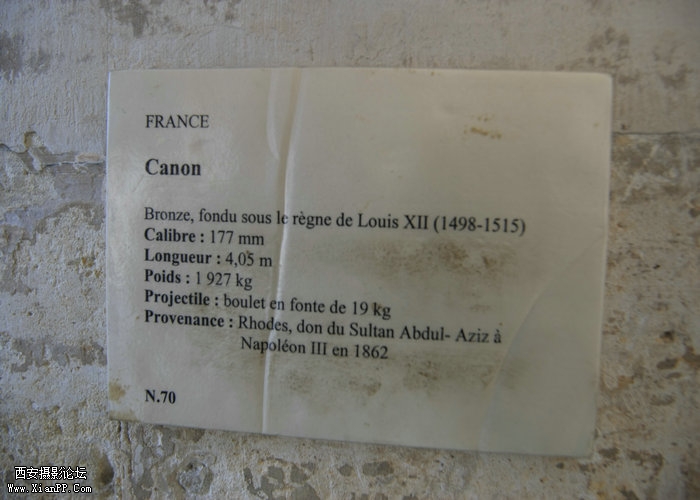 FRANCE
Canon
Bronze, fondu sous le règne de Louis XII (1498-1515)
Calibre : 177 mm
Longueur : 4,05 m
Poids : 1 927 kg
Projectile : boulet en fonte de 19 kg
Provenance : Rhodes, don du Sultan Abdul- Aziz à
Napoléon III en 1862
N.70
西安摄影论坛
www.XianPP.Com